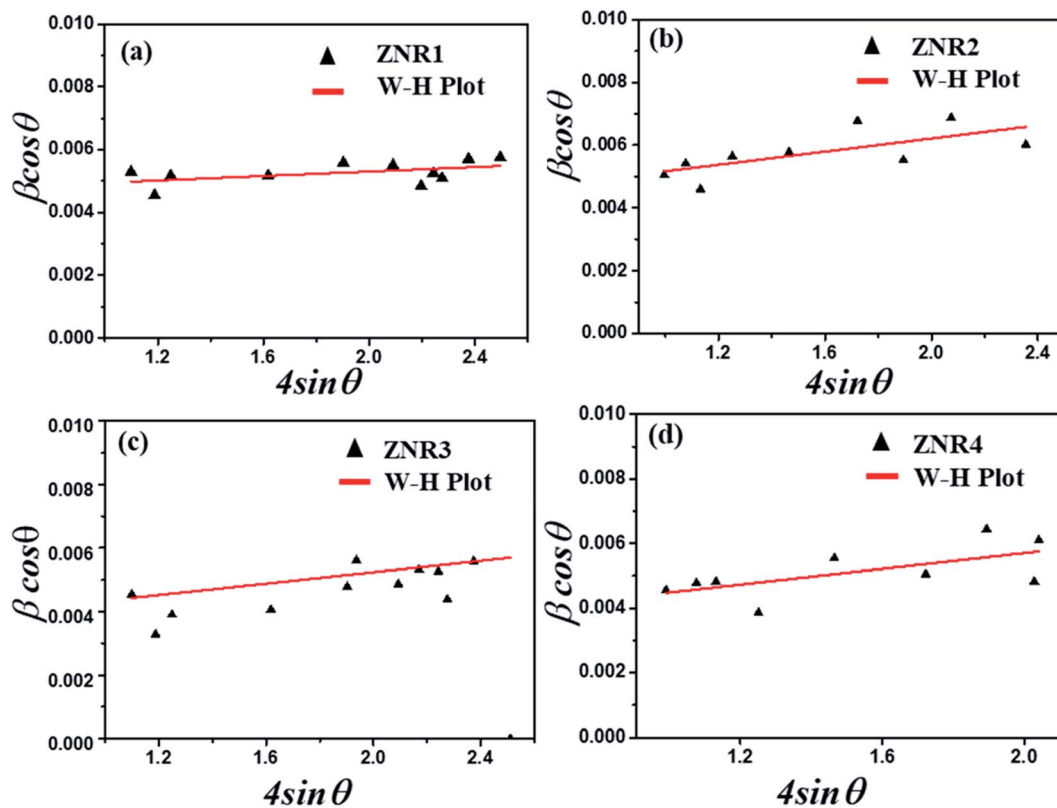 (a)
ZNR1
W-H Plot
βcosθ
0.010
0.008
0.006
0.004
0.002
0.000
1.2 1.6 2.0 2.4
4sinθ
(b)
ZNR2
W-H Plot
βcosθ
0.010
0.008
0.006
0.004
0.002
0.000
1.2 1.6 2.0 2.4
4sinθ
(c)
ZNR3
W-H Plot
β cosθ
0.010
0.008
0.006
0.004
0.002
0.000
1.2 1.6 2.0 2.4
4sinθ
(d)
ZNR4
W-H Plot
β cosθ
0.010
0.008
0.006
0.004
0.002
0.000
1.2 1.6 2.0
4sinθ